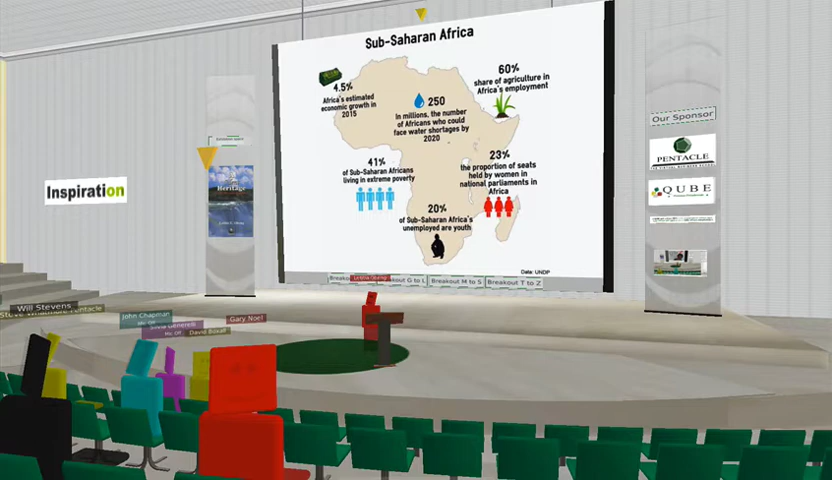 Sub-Saharan Africa
4.5%
Africa's estimated
economic growth in
2015
250
In millions, the number
of Africans who could
face water shortages by
2020
60%
share of agriculture in
Africa's employment
41%
of Sub-Saharan Africans
living in extreme poverty
23%
the proportion of seats
held by women in
national parliaments in
Africa
20%
of Sub-Saharan Africa's
unemployed are youth
Data: UNDP
Breakout G to L
Breakout M to S
Breakout T to Z
Our Sponsor
PENTACLE
QUBE
Inspiration
Heritage
Will Stevens
Pentacle
John Chapman
Gary Noel
David Boxall